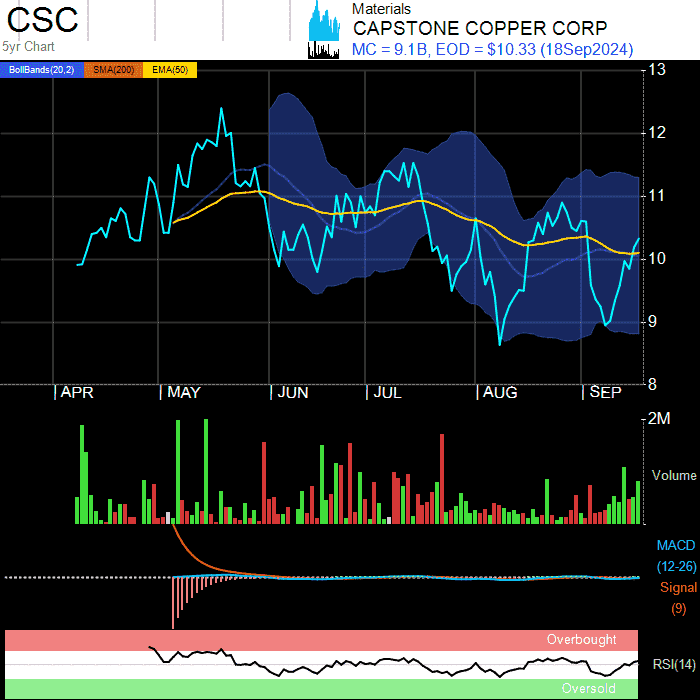 CSC
5yr Chart
Materials
CAPSTONE COPPER CORP
MC = 9.1B, EOD = $10.33 (18Sep2024)
BollBands(20,2) SMA(200) EMA(50)
13
12
11
10
9
8
APR MAY JUN JUL AUG SEP
2M
Volume
MACD
(12-26)
Signal
(9)
Overbought
RSI(14)
Oversold